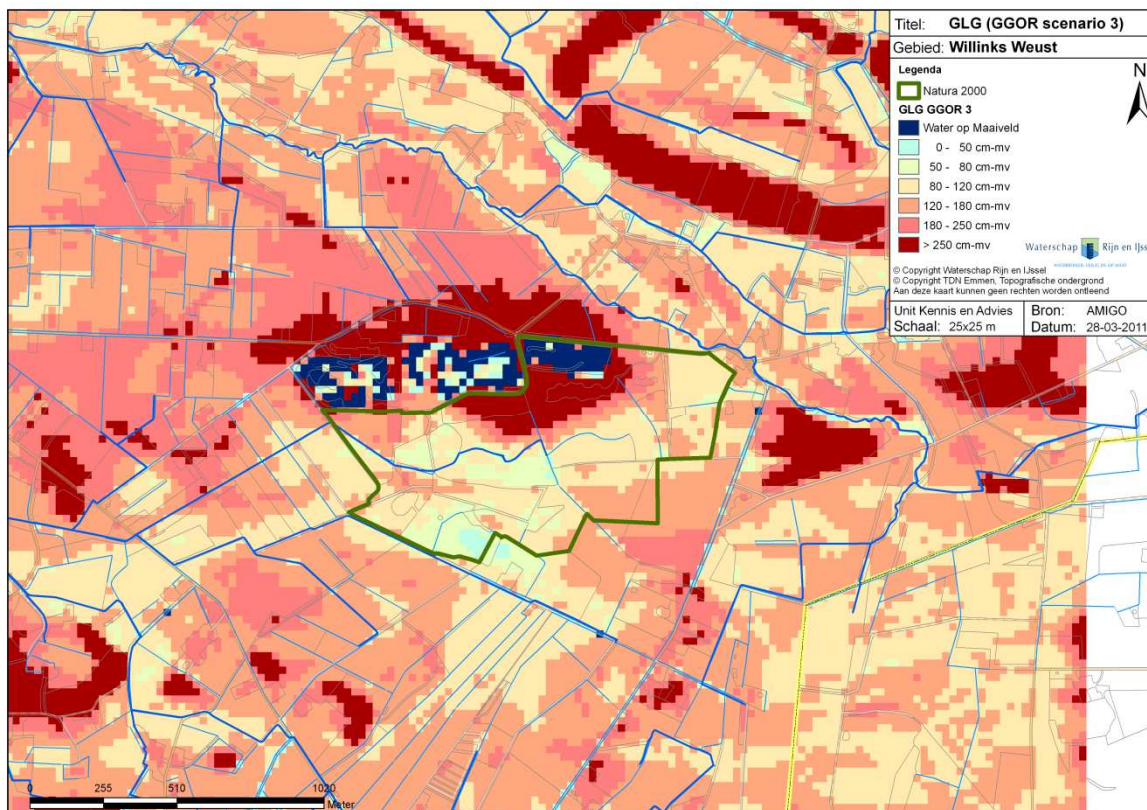 Titel: GLG (GGOR scenario 3)
Gebied: Willinks Weust
Legenda
N
Natura 2000
GLG GGOR 3
Water op Maaiveld
0 - 50 cm-mv
50 - 80 cm-mv
80 - 120 cm-mv
120 - 180 cm-mv
180 - 250 cm-mv
> 250 cm-mv
Waterschap Rijn en IJssel
© Copyright Waterschap Rijn en IJssel
© Copyright TDN Emmen, Topografische ondergrond
Aan deze kaart kunnen geen rechten worden ontleend
Unit Kennis en Advies
Schaal: 25x25 m
Bron: AMIGO
Datum: 28-03-2011
0 255 510 1020
Meter